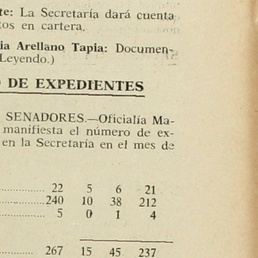 te: La Secretaría dará cuenta
tos en cartera.
ia Arellano Tapia: Documen-
Leyendo.)
O DE EXPEDIENTES
SENADORES.—Oficialía Ma-
manifiesta el número de ex-
en la Secretaría en el mes de
22 5 6 21
240 10 38 212
5 0 1 4
267 15 45 237